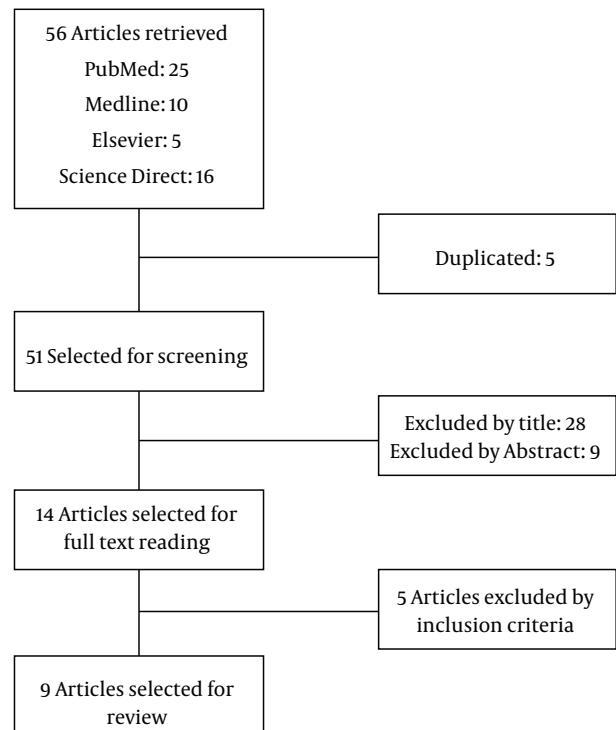 56 Articles retrieved
PubMed: 25
Medline: 10
Elsevier: 5
Science Direct: 16
Duplicated: 5
51 Selected for screening
Excluded by title: 28
Excluded by Abstract: 9
14 Articles selected for
full text reading
5 Articles excluded by
inclusion criteria
9 Articles selected for
review